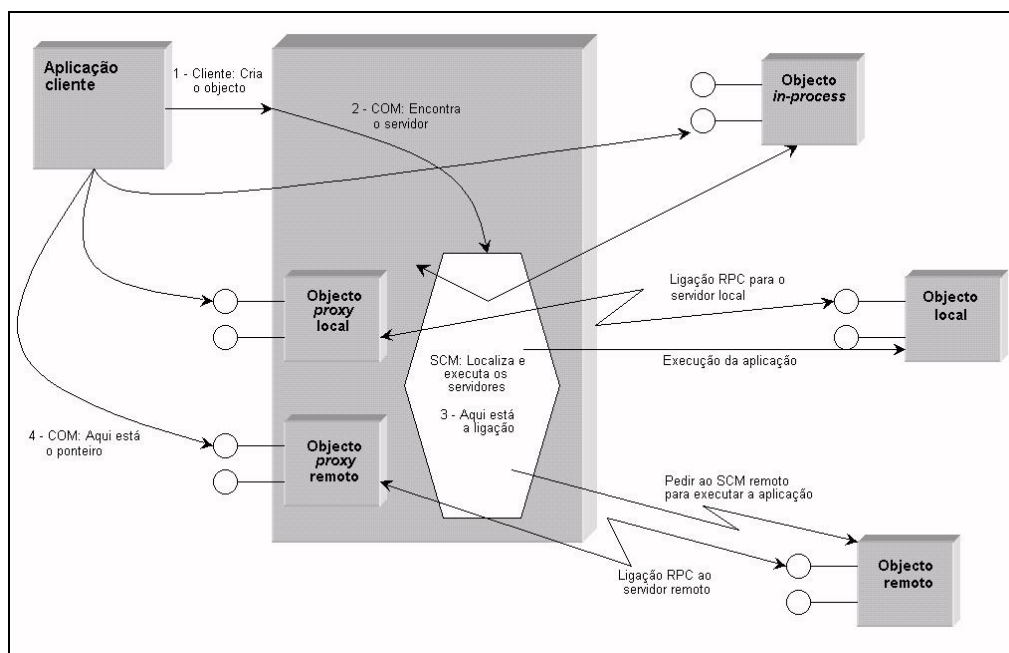 Aplicação
cliente
1 - Cliente: Cria
o objecto
2 - COM: Encontra
o servidor
Objecto
in-process
Objecto
proxy
local
Ligação RPC para o
servidor local
Objecto
local
SCM: Localiza e
executa os
servidores
Execução da aplicação
3 - Aqui está
a ligação
4 - COM: Aqui está
o ponteiro
Objecto
proxy
remoto
Pedir ao SCM remoto
para executar a aplicação
Ligação RPC ao
servidor remoto
Objecto
remoto